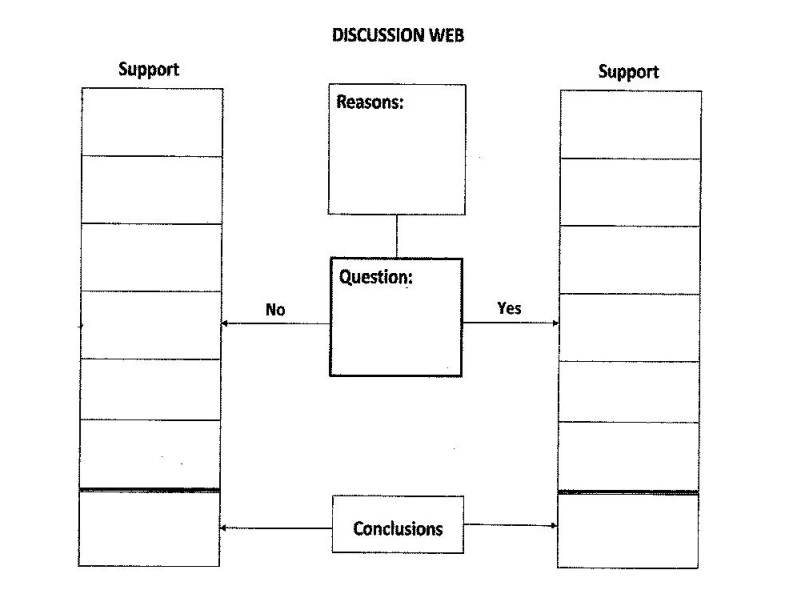 DISCUSSION WEB
Support
Support
Reasons:
Question:
No
Yes
Conclusions